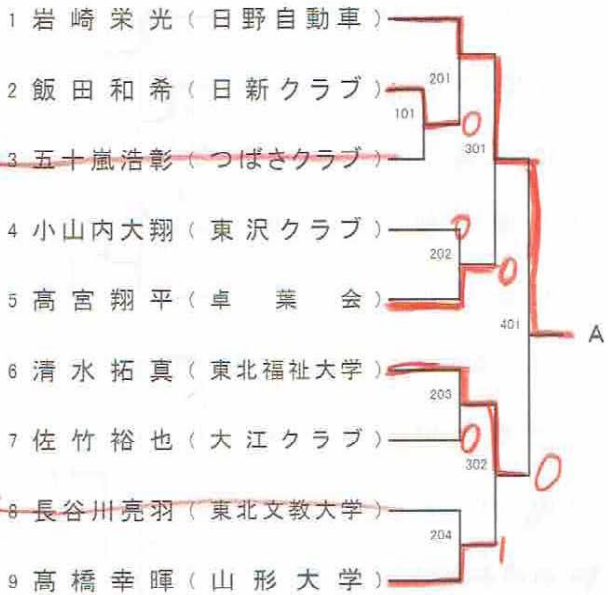 1 岩崎栄光（日野自動車）
201
2 飯田和希（日新クラブ）
101
0
3 五十嵐浩彰（つばさクラブ）
301
4 小山内大翔（東沢クラブ）
0
202
5 髙宮翔平（卓葉会）
0
401
A
6 清水拓真（東北福祉大学）
203
7 佐竹裕也（大江クラブ）
0
302
0
8 長谷川亮羽（東北文教大学）
204
1
9 髙橋幸暉（山形大学）